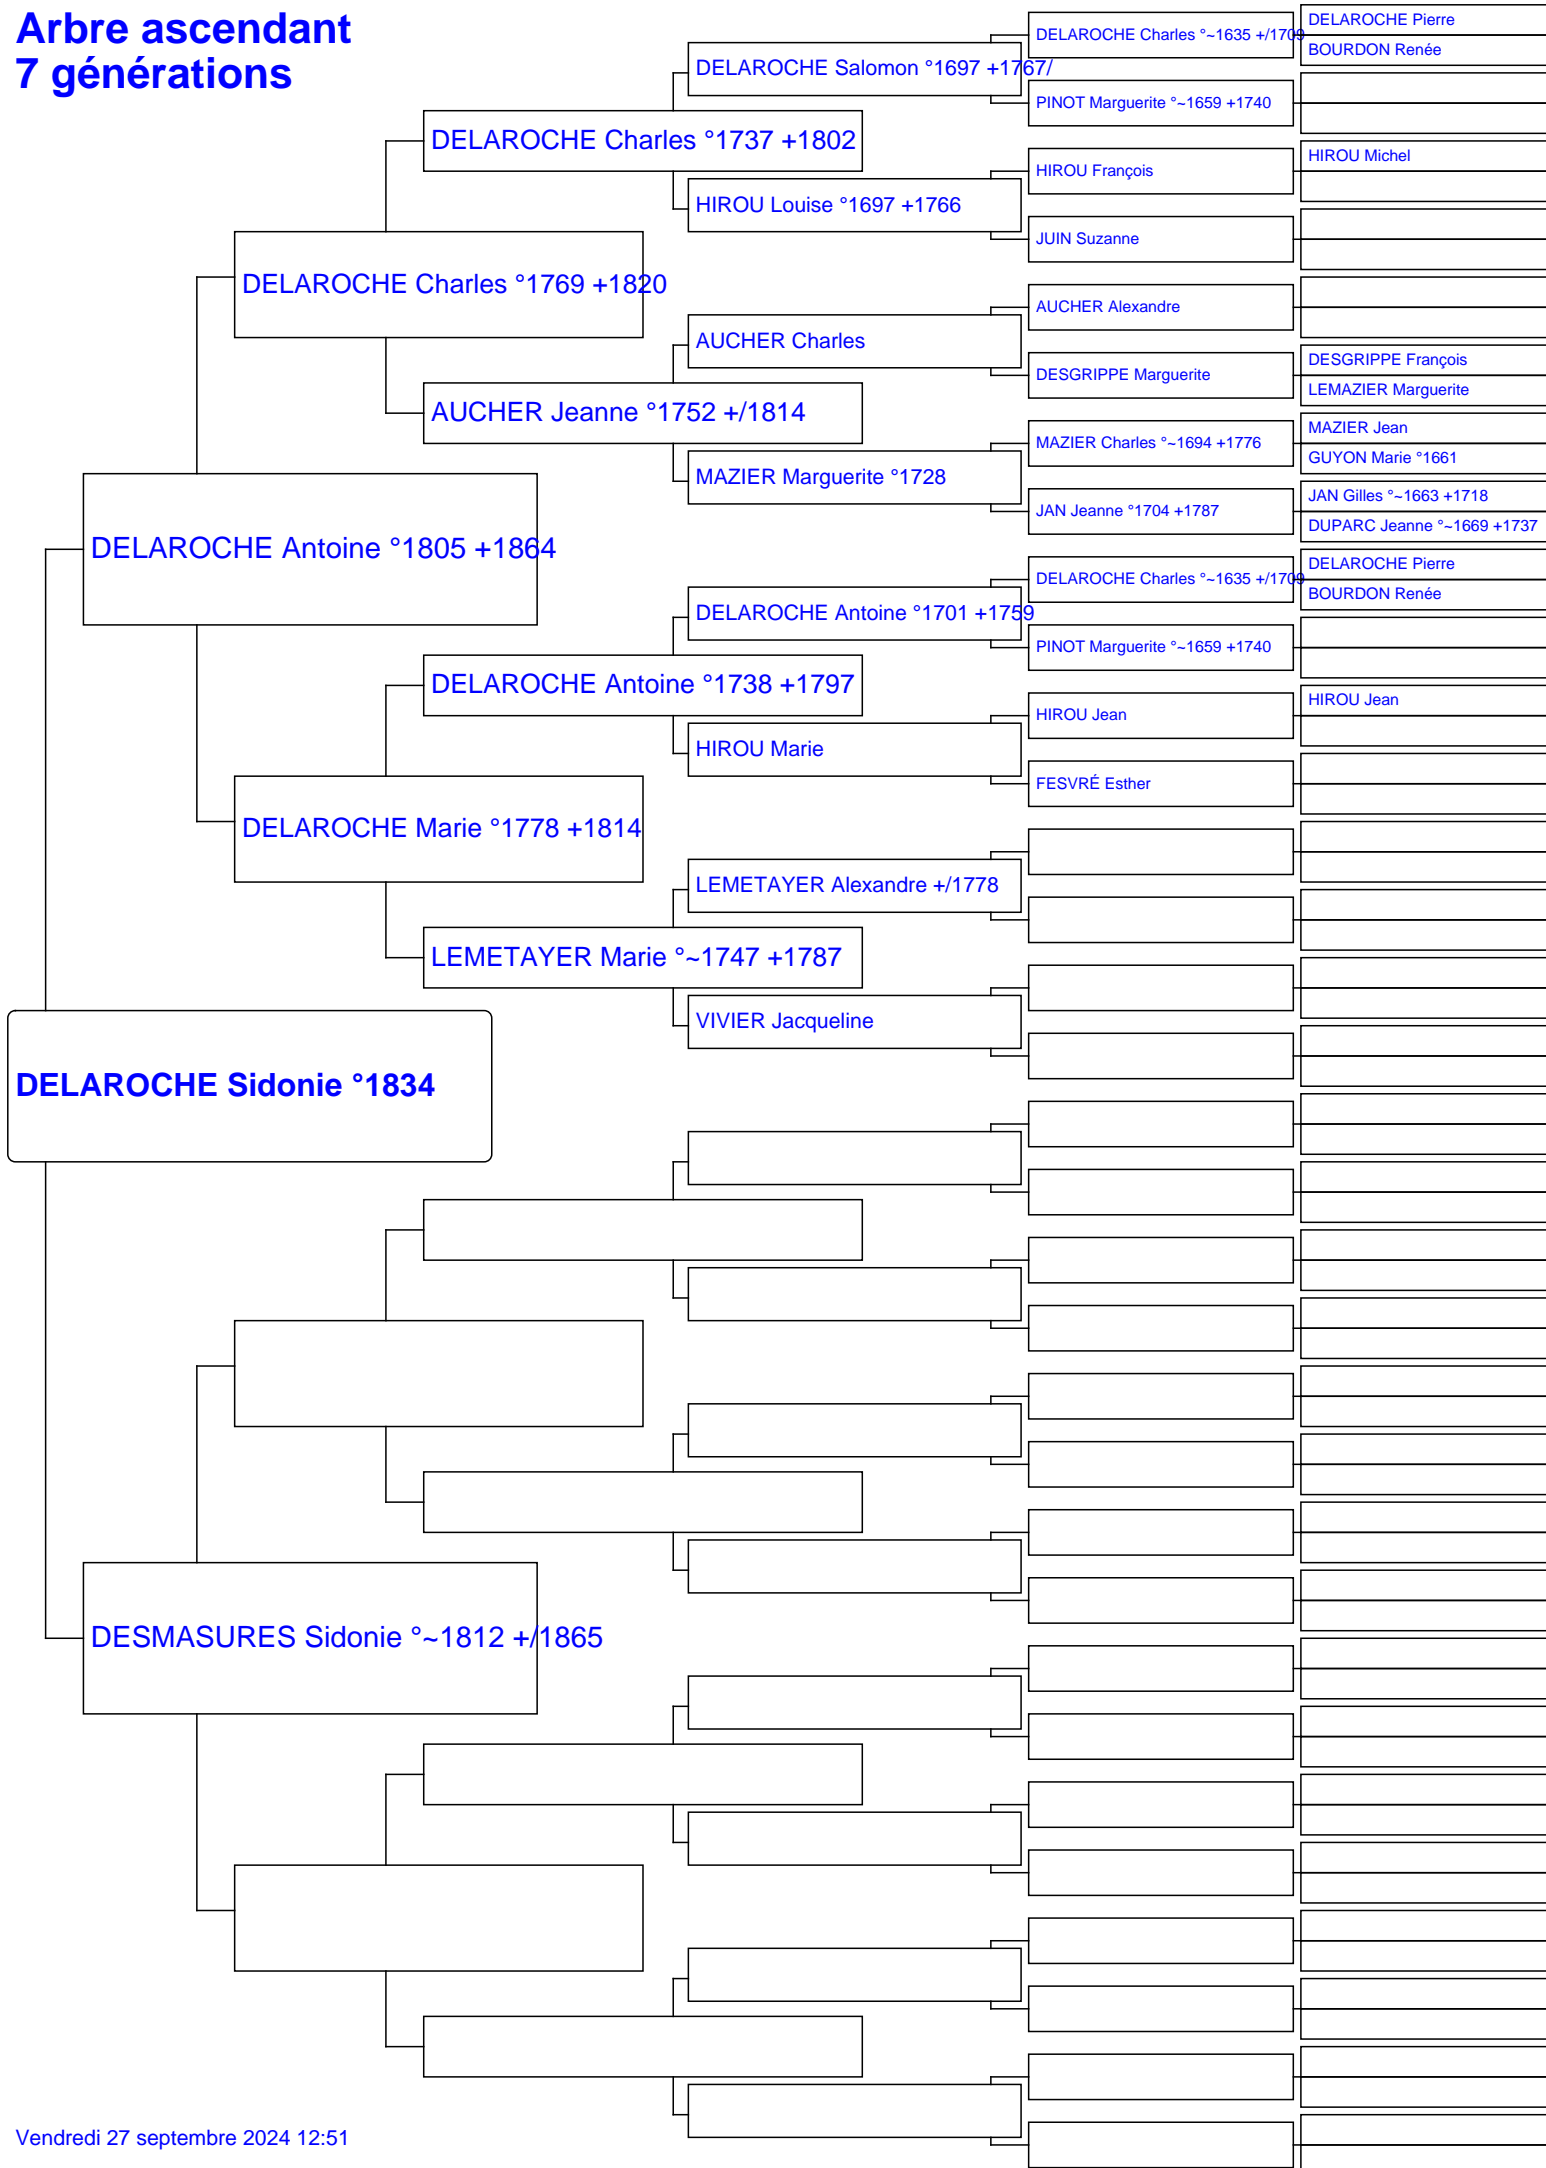 Arbre ascendant
7 générations
DELAROCHE Sidonie °1834
DELAROCHE Antoine °1805 +1864
DESMASURES Sidonie °~1812 +/1865
DELAROCHE Charles °1769 +1820
DELAROCHE Marie °1778 +1814
DELAROCHE Charles °1737 +1802
AUCHER Jeanne °1752 +/1814
DELAROCHE Antoine °1738 +1797
LEMETAYER Marie °~1747 +1787
DELAROCHE Salomon °1697 +1767/
HIROU Louise °1697 +1766
AUCHER Charles
MAZIER Marguerite °1728
DELAROCHE Antoine °1701 +1759
HIROU Marie
LEMETAYER Alexandre +/1778
VIVIER Jacqueline
DELAROCHE Charles °~1635 +/1709
PINOT Marguerite °~1659 +1740
HIROU François
JUIN Suzanne
AUCHER Alexandre
DESGRIPPE Marguerite
MAZIER Charles °~1694 +1776
JAN Jeanne °1704 +1787
DELAROCHE Charles °~1635 +/1709
PINOT Marguerite °~1659 +1740
HIROU Jean
FESVRÉ Esther
DELAROCHE Pierre
BOURDON Renée
HIROU Michel
DESGRIPPE François
LEMAZIER Marguerite
MAZIER Jean
GUYON Marie °1661
JAN Gilles °~1663 +1718
DUPARC Jeanne °~1669 +1737
DELAROCHE Pierre
BOURDON Renée
HIROU Jean
Vendredi 27 septembre 2024 12:51